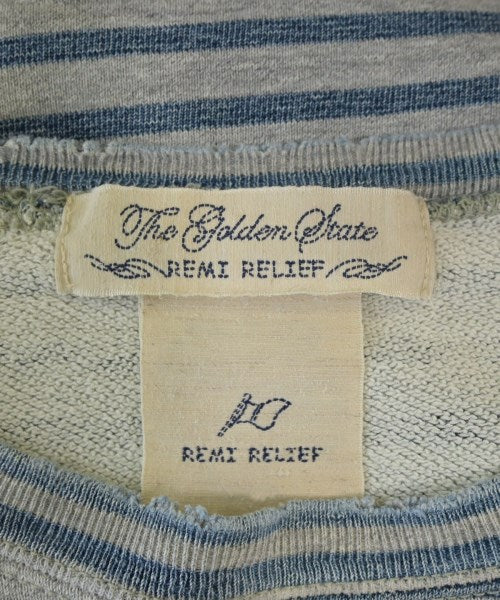 The Golden State
REMI RELIEF
REMI RELIEF